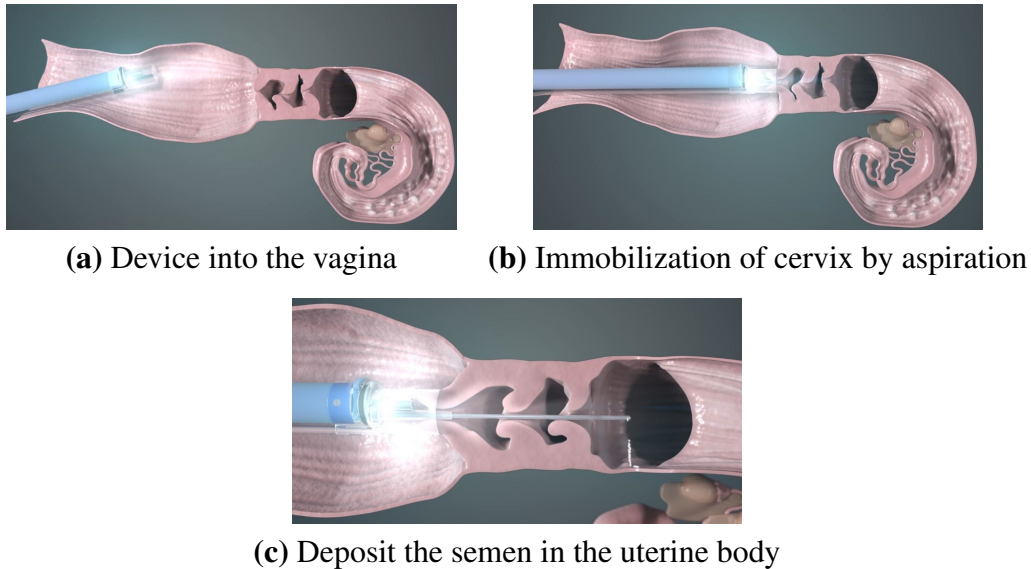 (a) Device into the vagina
(b) Immobilization of cervix by aspiration
(c) Deposit the semen in the uterine body